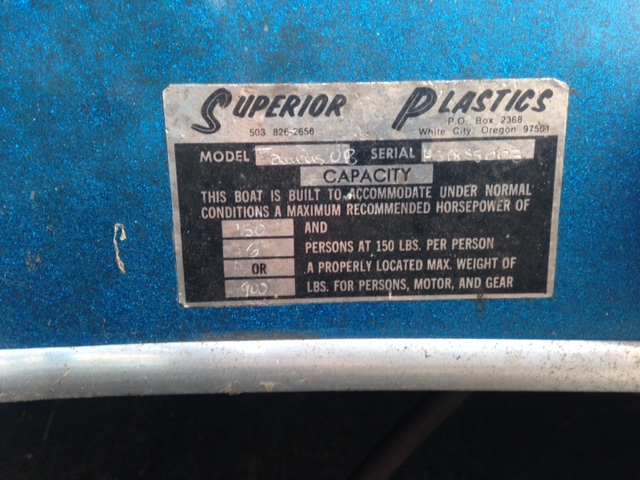 SUPERIOR PLASTICS
503 826-2656
P.O. Box 2368
White City, Oregon 97501
MODEL Taurus OB SERIAL
CAPACITY
THIS BOAT IS BUILT TO ACCOMMODATE UNDER NORMAL
CONDITIONS A MAXIMUM RECOMMENDED HORSEPOWER OF
150 AND
6 PERSONS AT 150 LBS. PER PERSON
OR A PROPERLY LOCATED MAX. WEIGHT OF
900 LBS. FOR PERSONS, MOTOR, AND GEAR